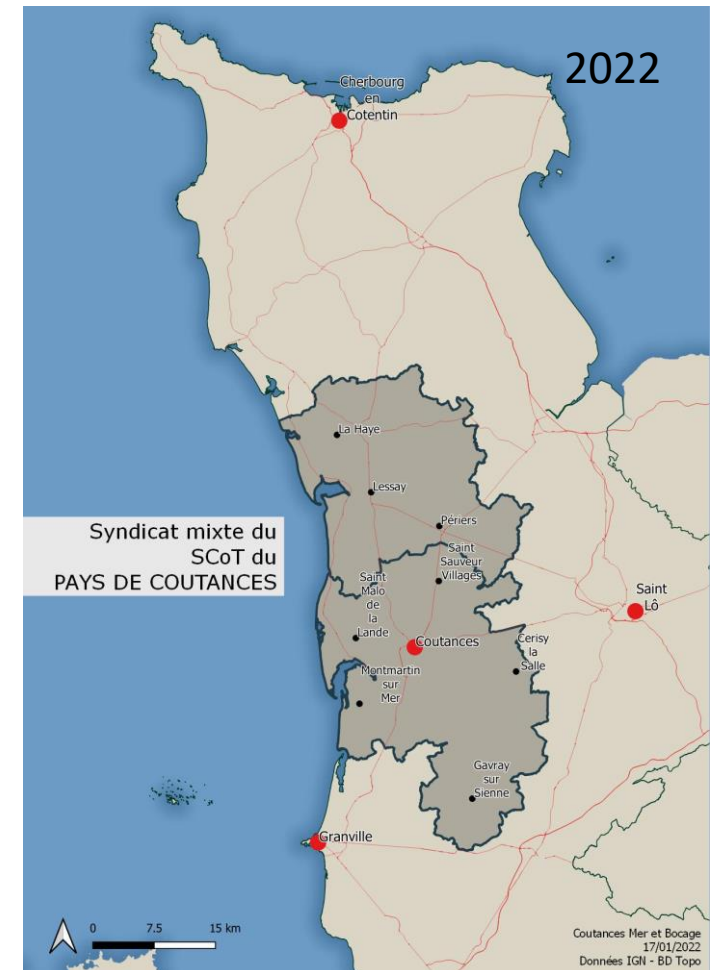 2022
Cherbourg
en
Cotentin
La Haye
Lessay
Périers
Syndicat mixte du
SCoT du
PAYS DE COUTANCES
Saint
Sauveur
Villages
Saint
Malo
de
la
Lande
Saint
Lô
Coutances
Cerisy
la
Salle
Montmartin
sur
Mer
Gavray
sur
Sienne
Granville
0 7.5 15 km
Coutances Mer et Bocage
17/01/2022
Données IGN - BD Topo